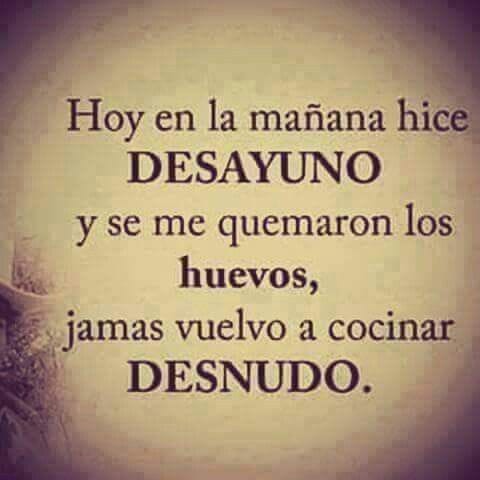 Hoy en la mañana hice
DESAYUNO
y se me quemaron los
huevos,
jamas vuelvo a cocinar
DESNUDO.